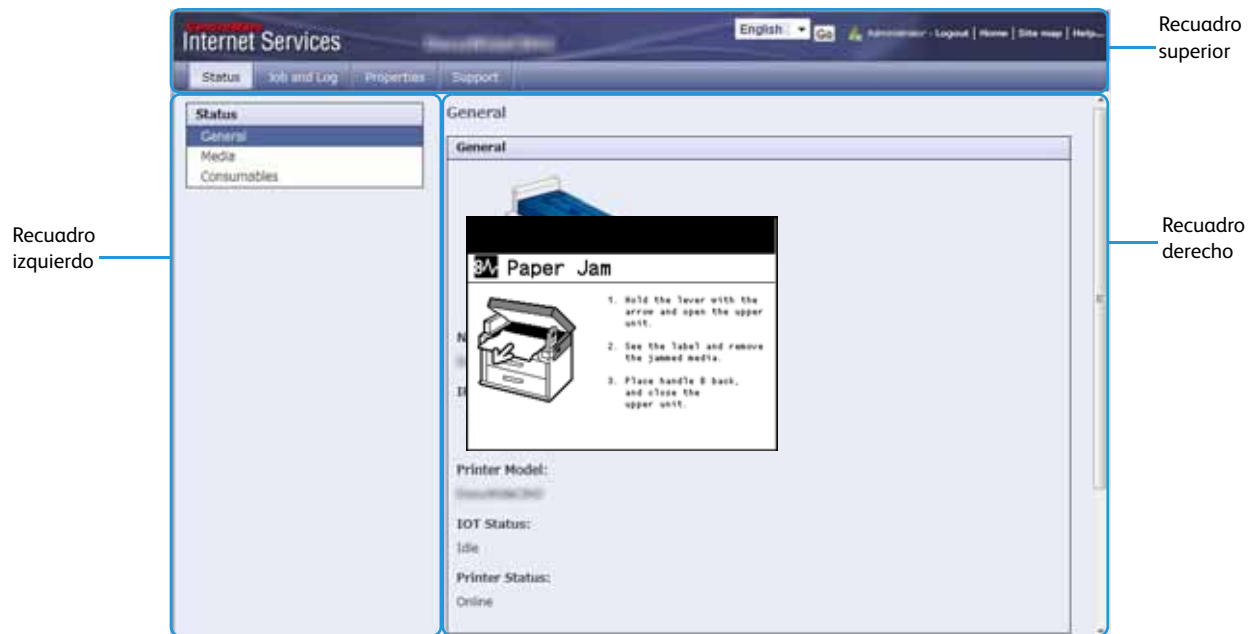 Internet Services
English
Go
Administrator - Logout | Home | Site map | Help...
Recuadro
superior
Status
Job and Log
Properties
Support
Status
General
Media
Consumables
General
General
Recuadro
izquierdo
Recuadro
derecho
Paper Jam
1. Hold the lever with the
arrow and open the upper
unit.
2. See the label and remove
the jammed media.
3. Place handle B back,
and close the
upper unit.
Printer Model:
IOT Status:
Idle
Printer Status:
Online